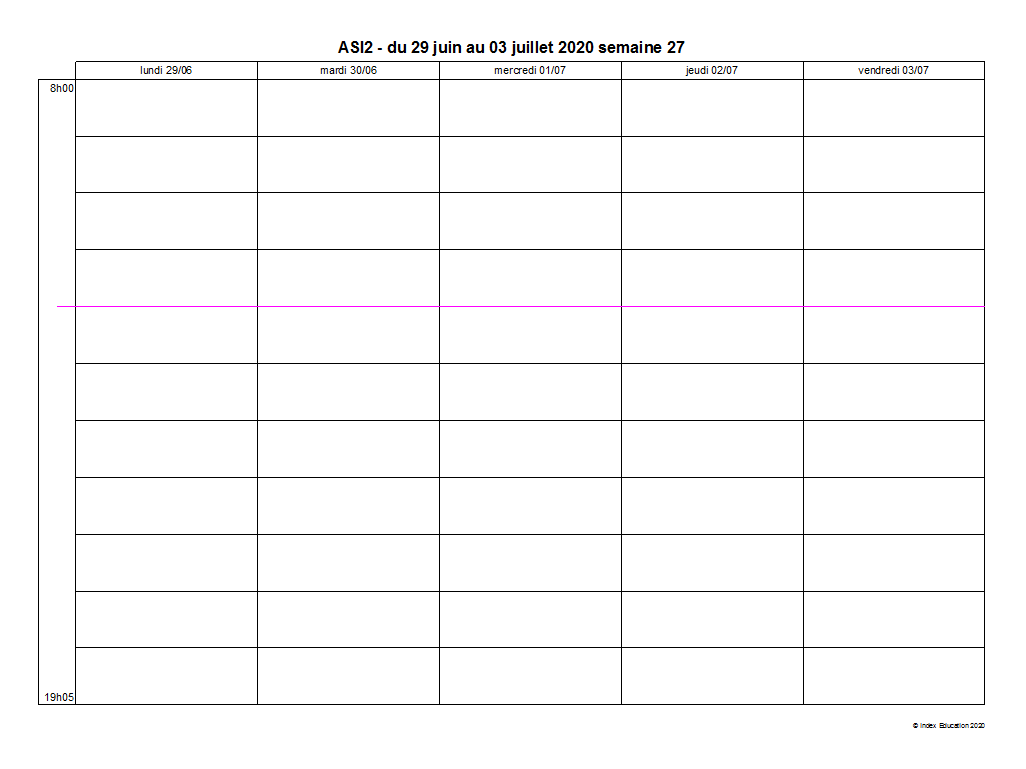 ASI2 - du 29 juin au 03 juillet 2020 semaine 27
lundi 29/06 mardi 30/06 mercredi 01/07 jeudi 02/07 vendredi 03/07
8h00
19h05
© Index Education 2020